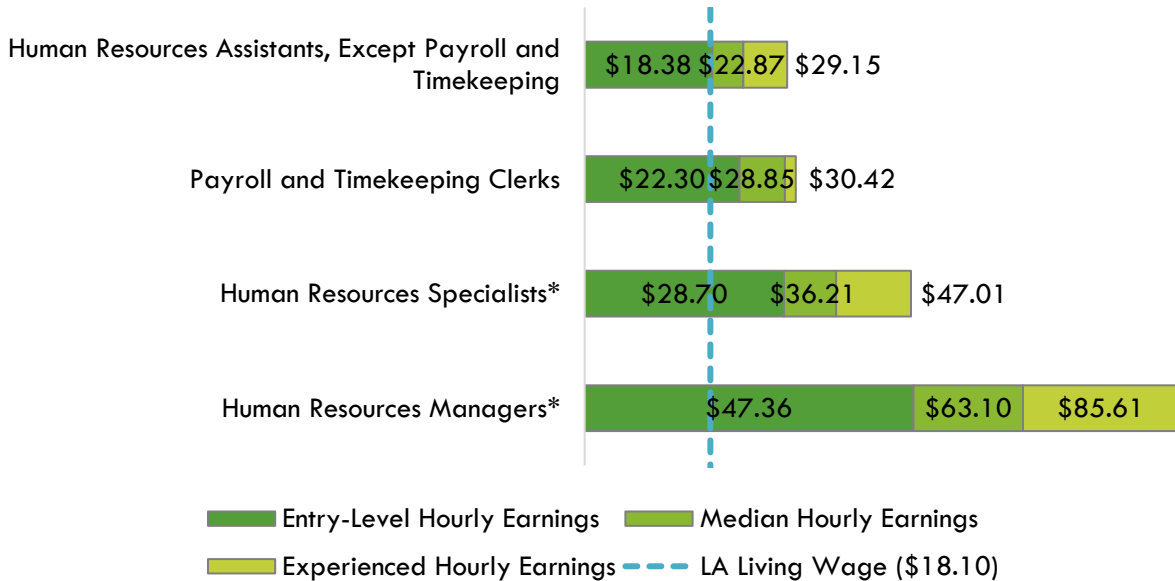 Human Resources Assistants, Except Payroll and
Timekeeping
$18.38 $22.87 $29.15
Payroll and Timekeeping Clerks
$22.30 $28.85 $30.42
Human Resources Specialists*
$28.70 $36.21 $47.01
Human Resources Managers*
$47.36 $63.10 $85.61
Entry-Level Hourly Earnings Median Hourly Earnings
Experienced Hourly Earnings LA Living Wage ($18.10)